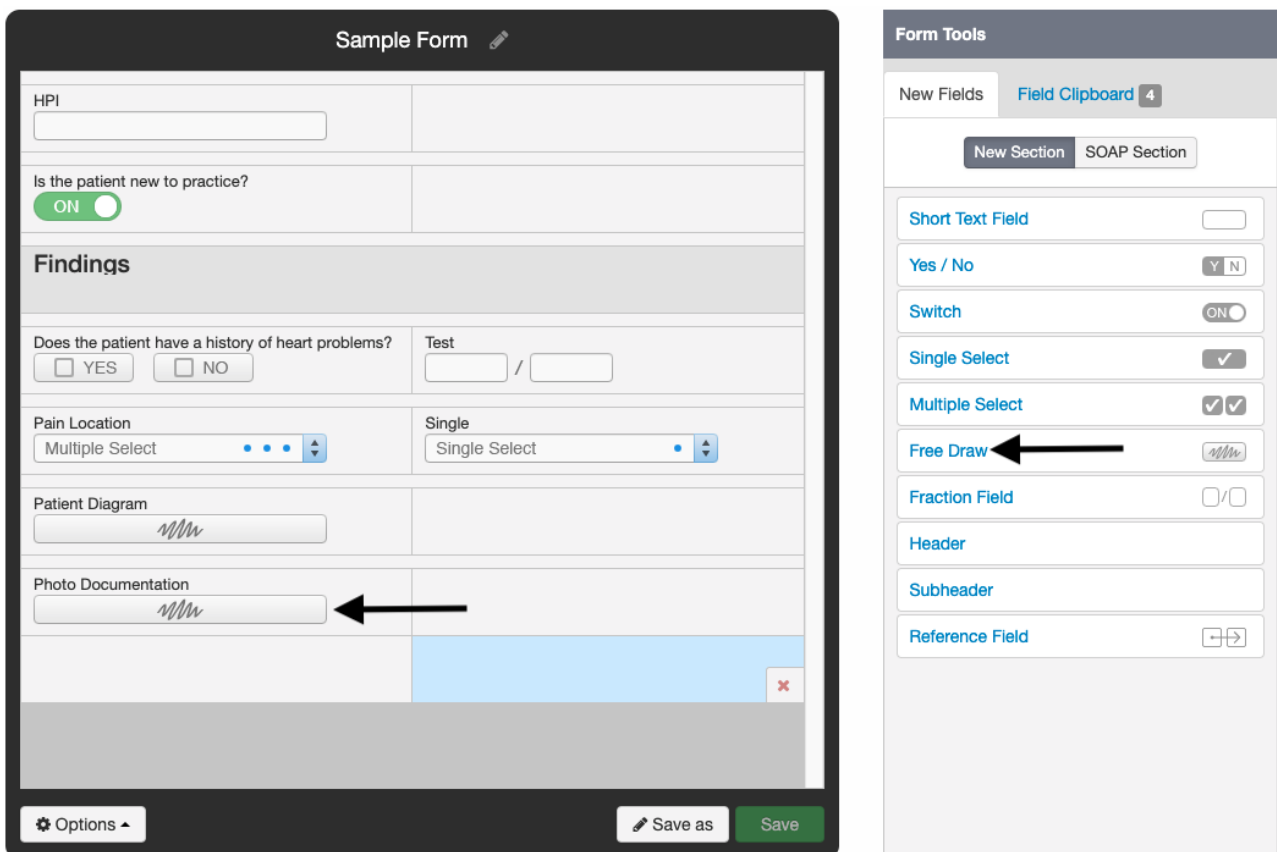 Sample Form
HPI
Is the patient new to practice?
ON
Findings
Does the patient have a history of heart problems?
YES
NO
Test
/
Pain Location
Multiple Select
Single
Single Select
Patient Diagram
Photo Documentation
Options
Save as
Save
Form Tools
New Fields
Field Clipboard 4
New Section
SOAP Section
Short Text Field
Yes / No
Y N
Switch
ON
Single Select
Multiple Select
Free Draw
Fraction Field
/
Header
Subheader
Reference Field